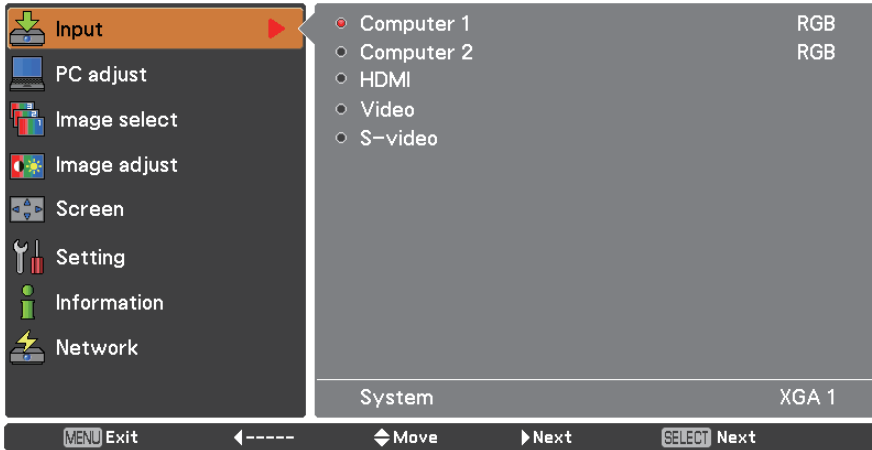 Input
PC adjust
Image select
Image adjust
Screen
Setting
Information
Network
Computer 1 RGB
Computer 2 RGB
HDMI
Video
S-video
System XGA 1
MENU Exit ----- Move Next SELECT Next